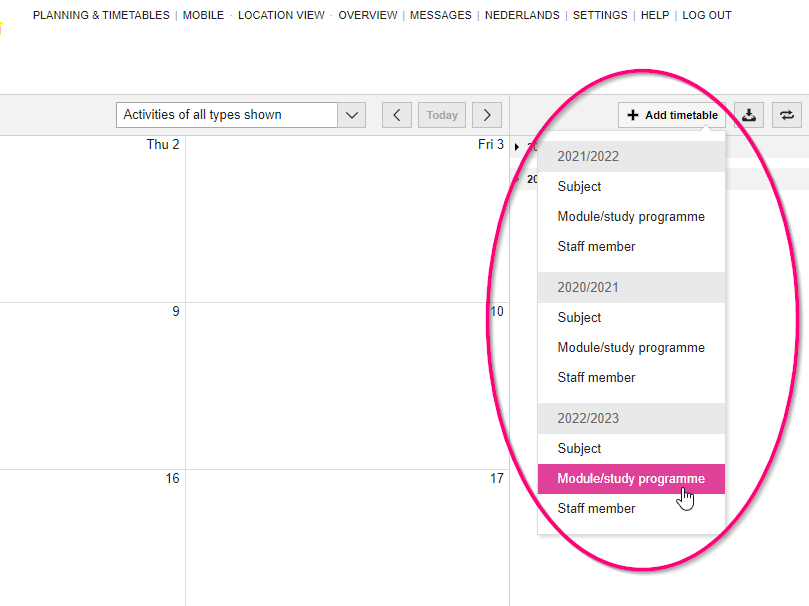 PLANNING & TIMETABLES | MOBILE · LOCATION VIEW · OVERVIEW | MESSAGES | NEDERLANDS | SETTINGS | HELP | LOG OUT
Activities of all types shown
Today
Add timetable
Thu 2
Fri 3
2021/2022
20
Subject
Module/study programme
Staff member
2020/2021
9
10
Subject
Module/study programme
Staff member
2022/2023
Subject
16
17
Module/study programme
Staff member